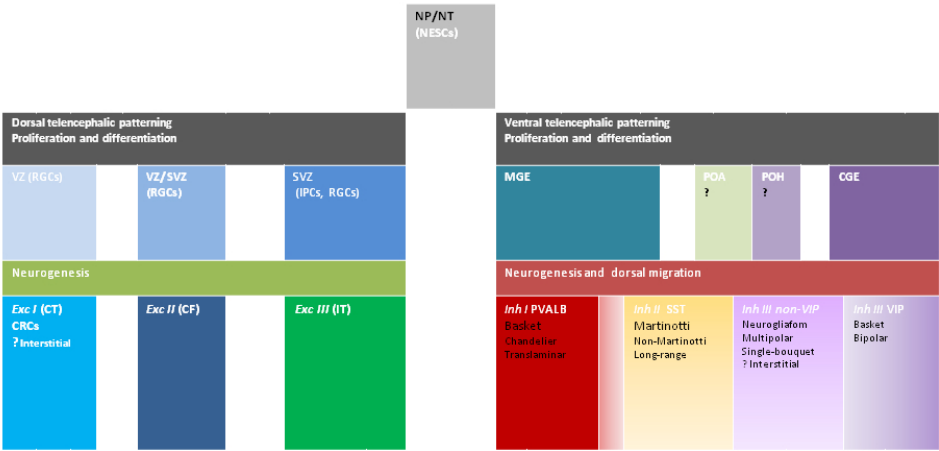 NP/NT
(NESCs)
Dorsal telencephalic patterning
Proliferation and differentiation
Ventral telencephalic patterning
Proliferation and differentiation
VZ (RGCs)
VZ/SVZ
(RGCs)
SVZ
(IPCs, RGCs)
MGE
POA
?
POH
?
CGE
Neurogenesis
Neurogenesis and dorsal migration
Exc I (CT)
CRCs
? Interstitial
Exc II (CF)
Exc III (IT)
Inh I PVALB
Basket
Chandelier
Translaminar
Inh II SST
Martinotti
Non-Martinotti
Long-range
Inh III non-VIP
Neurogliafom
Multipolar
Single-bouquet
? Interstitial
Inh III VIP
Basket
Bipolar